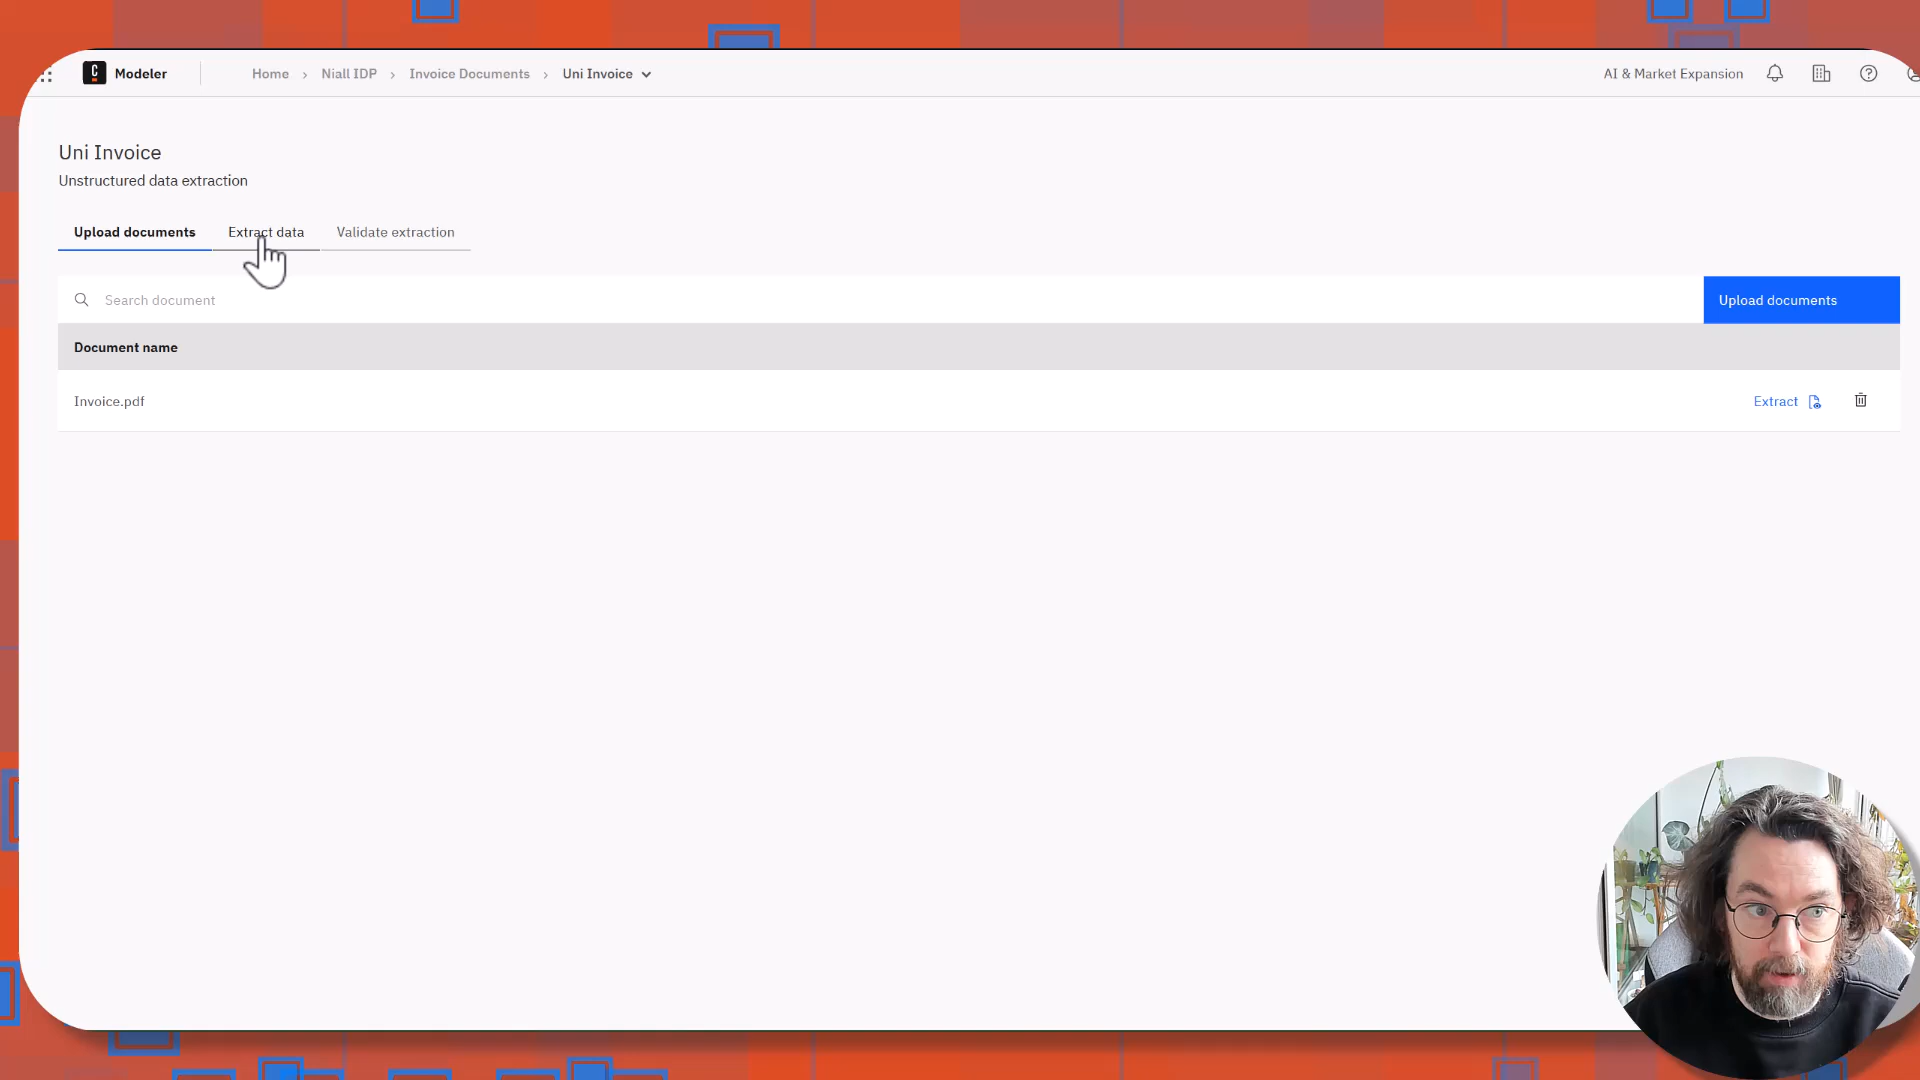 Modeler
Home › Niall IDP › Invoice Documents › Uni Invoice
AI & Market Expansion
Uni Invoice
Unstructured data extraction
Upload documents
Extract data
Validate extraction
Search document
Upload documents
Document name
Invoice.pdf
Extract